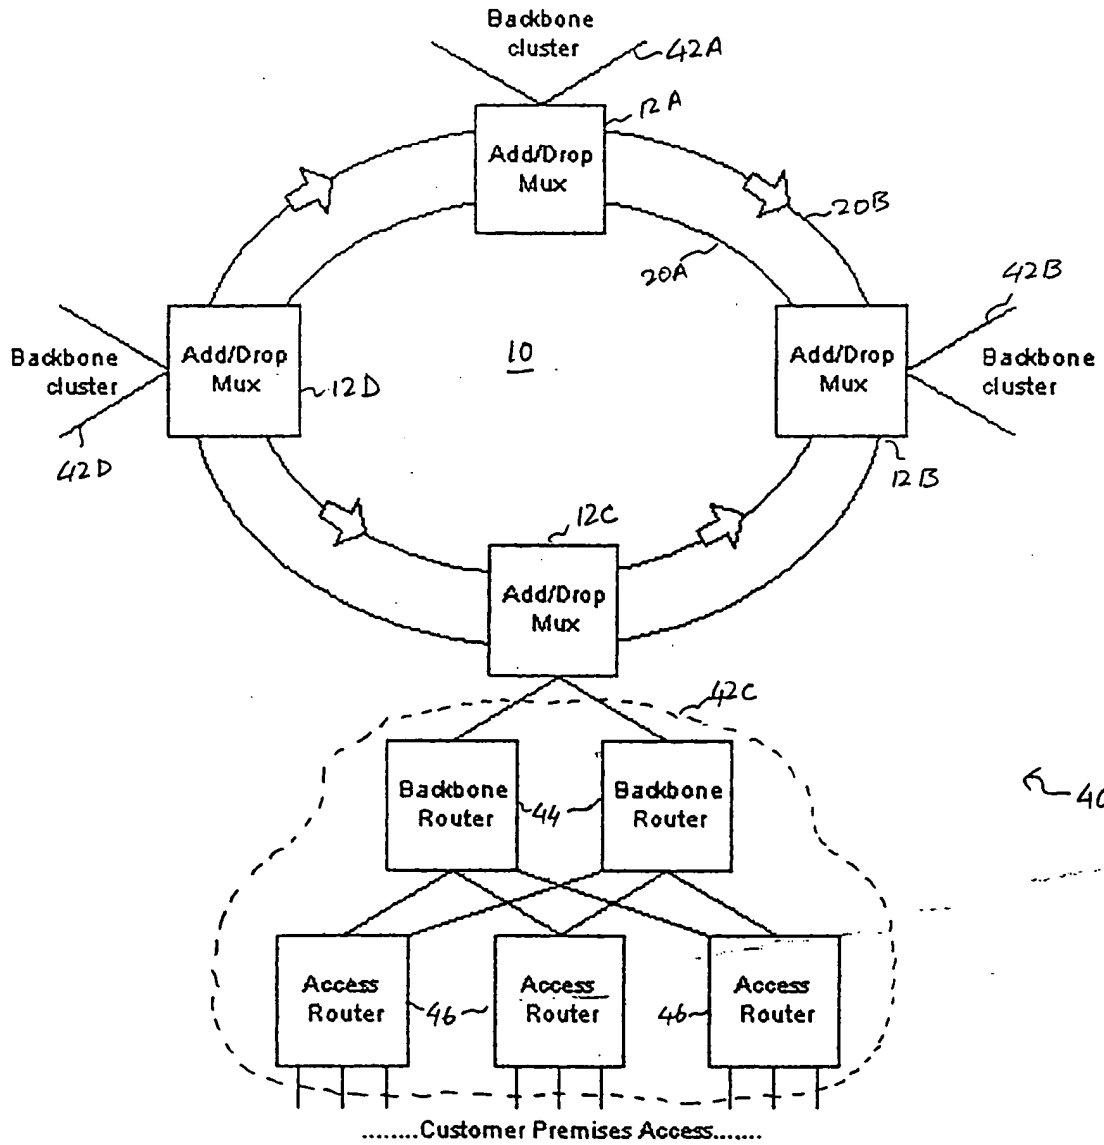 Backbone
cluster
42A
12A
Add/Drop
Mux
20B
20A
42B
Backbone
cluster
Add/Drop
Mux
12D
42D
10
Add/Drop
Mux
Backbone
cluster
12B
12C
Add/Drop
Mux
42C
Backbone
Router
44
Backbone
Router
40
Access
Router
46
Access
Router
46
Access
Router
........Customer Premises Access.......